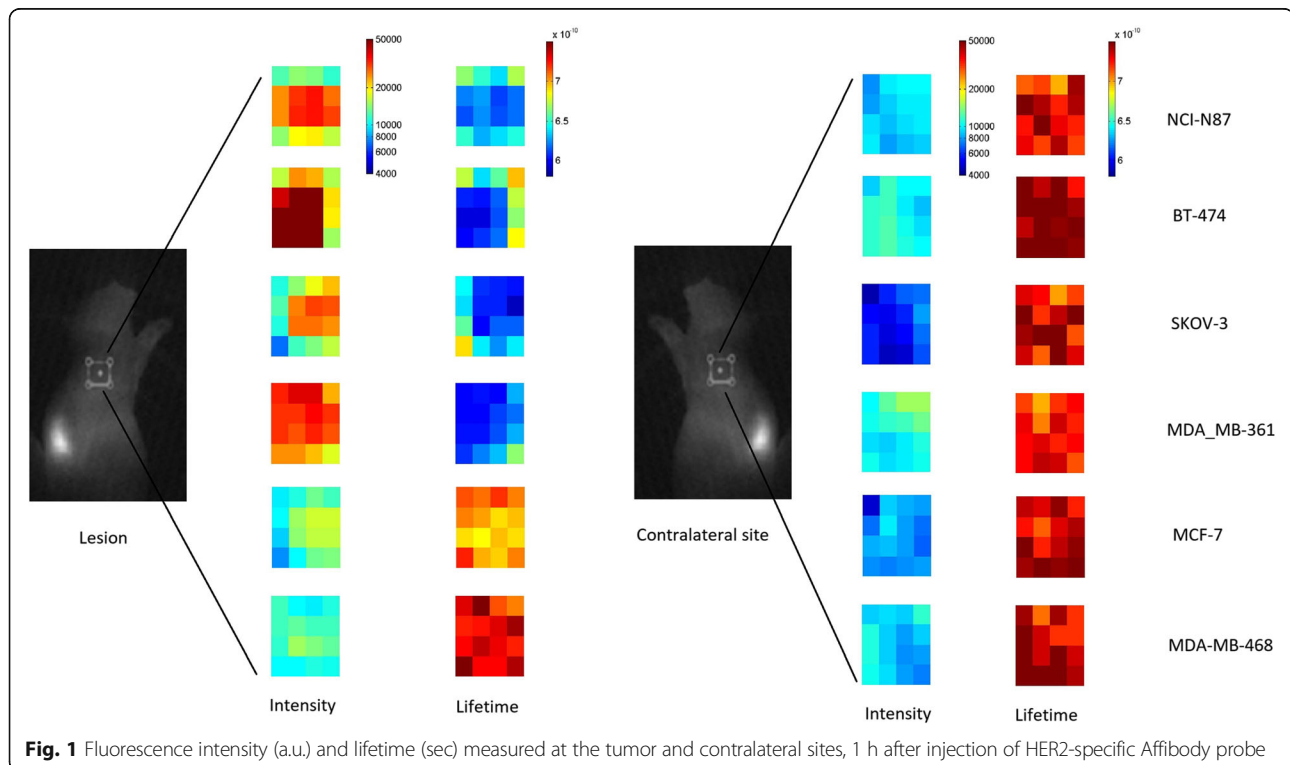 x 10⁻¹⁰
50000
20000
10000
8000
6000
4000
7
6.5
6
x 10⁻¹⁰
50000
20000
10000
8000
6000
4000
7
6.5
6
NCI-N87
BT-474
SKOV-3
MDA_MB-361
MCF-7
MDA-MB-468
Lesion
Contralateral site
Intensity
Lifetime
Intensity
Lifetime
Fig. 1 Fluorescence intensity (a.u.) and lifetime (sec) measured at the tumor and contralateral sites, 1 h after injection of HER2-specific Affibody probe